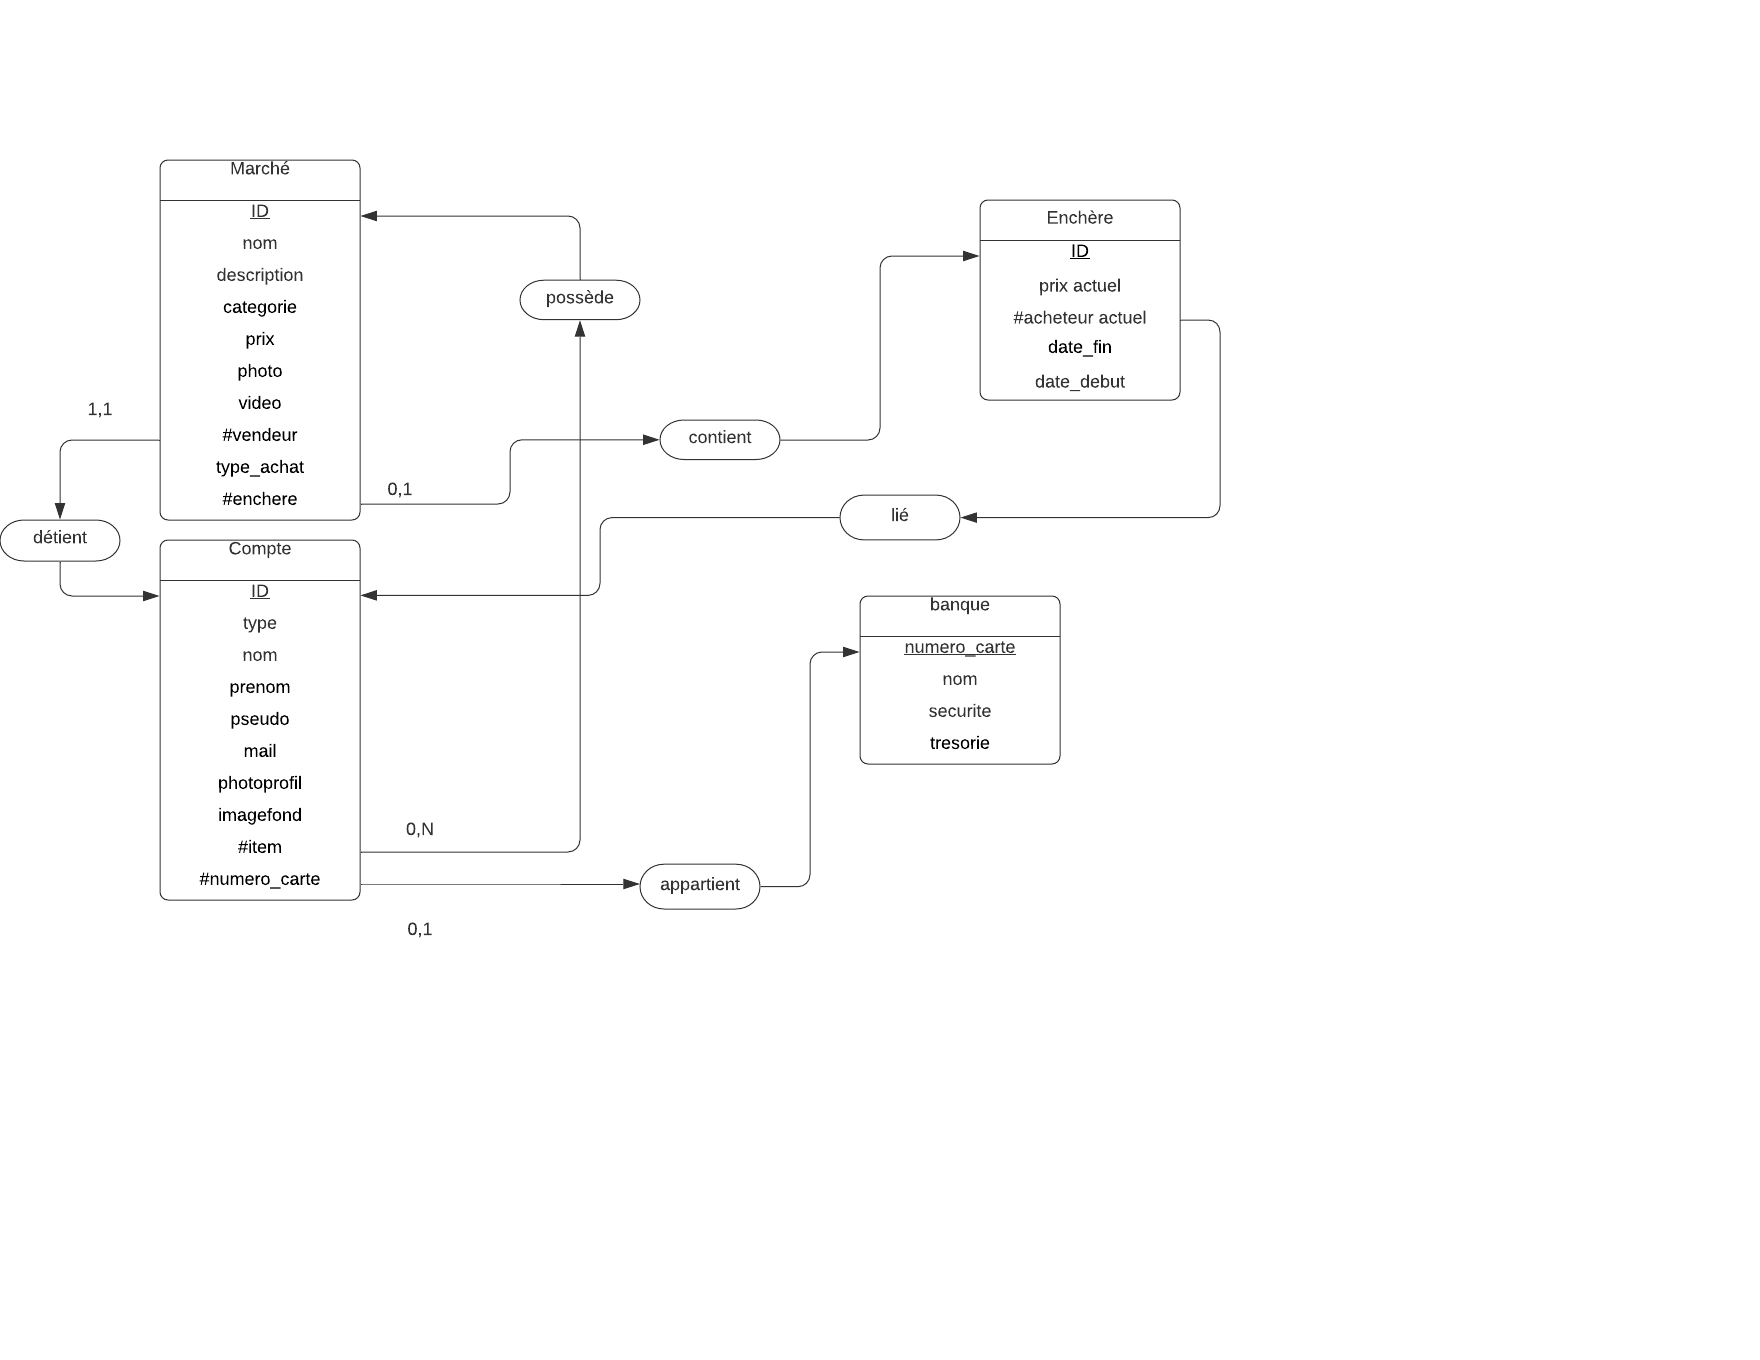 Marché
ID
nom
description
categorie
prix
photo
video
#vendeur
type_achat
#enchere
1,1
0,1
détient
possède
contient
Enchère
ID
prix actuel
#acheteur actuel
date_fin
date_debut
lié
Compte
ID
type
nom
prenom
pseudo
mail
photoprofil
imagefond
#item
#numero_carte
0,N
0,1
appartient
banque
numero_carte
nom
securite
tresorie